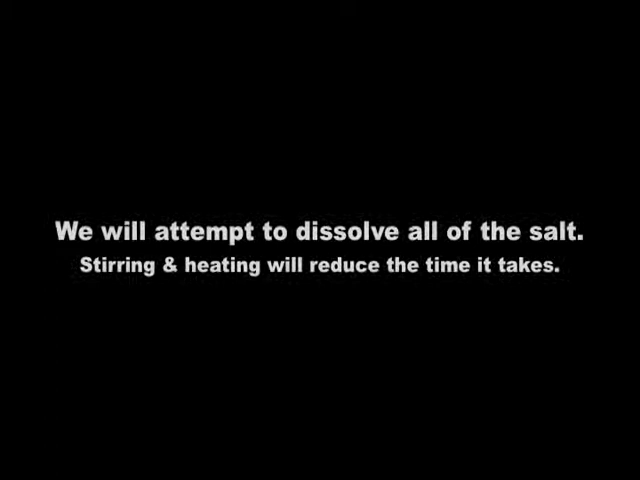 We will attempt to dissolve all of the salt.
Stirring & heating will reduce the time it takes.